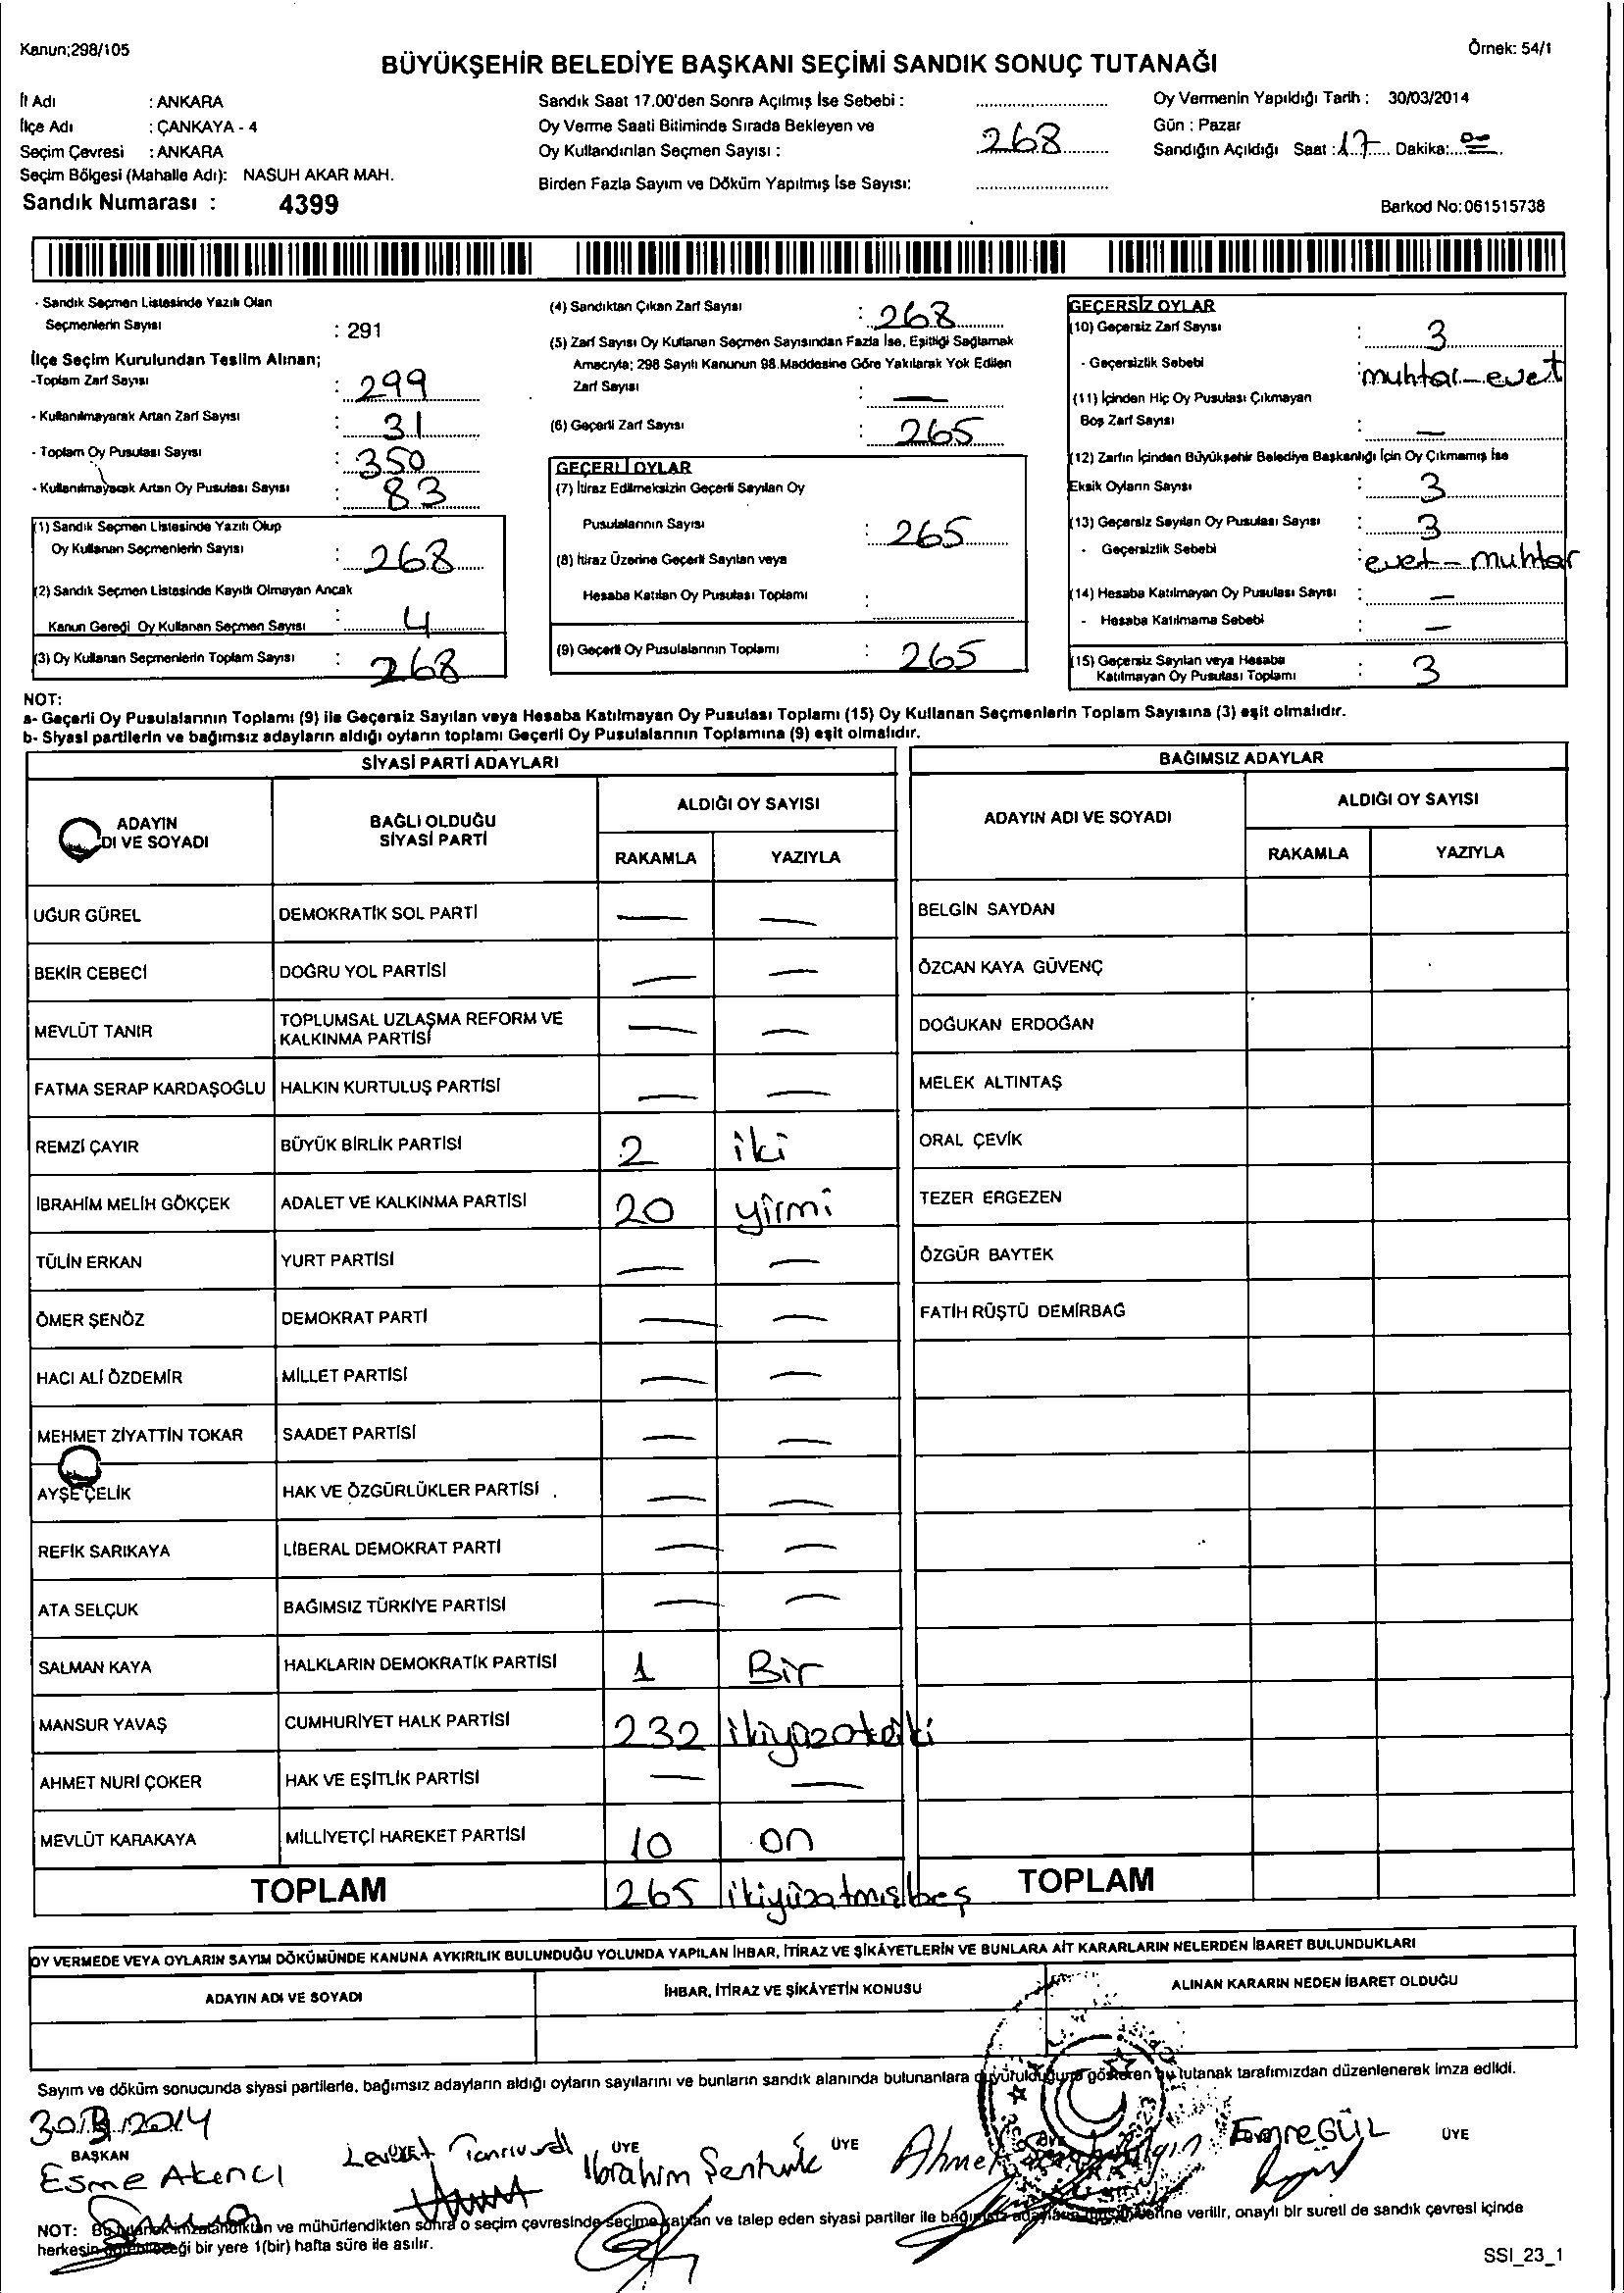 Kanun;298/105
Örnek: 54/1
BÜYÜKŞEHİR BELEDİYE BAŞKANI SEÇİMİ SANDIK SONUÇ TUTANAĞI
İl Adı : ANKARA
İlçe Adı : ÇANKAYA - 4
Seçim Çevresi : ANKARA
Seçim Bölgesi (Mahalle Adı): NASUH AKAR MAH.
Sandık Numarası : 4399
Sandık Saat 17.00'den Sonra Açılmış İse Sebebi :
Oy Verme Saati Bitiminde Sırada Bekleyen ve
Oy Kullandırılan Seçmen Sayısı : 268
Birden Fazla Sayım ve Döküm Yapılmış İse Sayısı:
Oy Vermenin Yapıldığı Tarih : 30/03/2014
Gün : Pazar
Sandığın Açıldığı Saat : 17 Dakika:
Barkod No:061515738
- Sandık Seçmen Listesinde Yazılı Olan
Seçmenlerin Sayısı : 291
İlçe Seçim Kurulundan Teslim Alınan;
-Toplam Zarf Sayısı : 299
- Kullanılmayarak Artan Zarf Sayısı : 31
- Toplam Oy Pusulası Sayısı : 350
- Kullanılmayacak Artan Oy Pusulası Sayısı : 83
(1) Sandık Seçmen Listesinde Yazılı Olup
Oy Kullanan Seçmenlerin Sayısı : 268
(2) Sandık Seçmen Listesinde Kayıtlı Olmayan Ancak
Kanun Gereği Oy Kullanan Seçmen Sayısı : 4
(3) Oy Kullanan Seçmenlerin Toplam Sayısı : 268
(4) Sandıktan Çıkan Zarf Sayısı : 268
(5) Zarf Sayısı Oy Kullanan Seçmen Sayısından Fazla İse, Eşitliği Sağlamak
Amacıyla; 298 Sayılı Kanunun 98.Maddesine Göre Yakılarak Yok Edilen
Zarf Sayısı : —
(6) Geçerli Zarf Sayısı : 265
GEÇERLİ OYLAR
(7) İtiraz Edilmeksizin Geçerli Sayılan Oy
Pusulalarının Sayısı : 265
(8) İtiraz Üzerine Geçerli Sayılan veya
Hesaba Katılan Oy Pusulası Toplamı :
(9) Geçerli Oy Pusulalarının Toplamı : 265
GEÇERSİZ OYLAR
(10) Geçersiz Zarf Sayısı : 3
- Geçersizlik Sebebi : muhtar-evet
(11) İçinden Hiç Oy Pusulası Çıkmayan
Boş Zarf Sayısı : —
(12) Zarfın İçinden Büyükşehir Belediye Başkanlığı İçin Oy Çıkmamış İse
Eksik Oyların Sayısı : 3
(13) Geçersiz Sayılan Oy Pusulası Sayısı : 3
- Geçersizlik Sebebi : evet-muhtar
(14) Hesaba Katılmayan Oy Pusulası Sayısı : —
- Hesaba Katılmama Sebebi : —
(15) Geçersiz Sayılan veya Hesaba
Katılmayan Oy Pusulası Toplamı : 3
NOT:
a- Geçerli Oy Pusulalarının Toplamı (9) ile Geçersiz Sayılan veya Hesaba Katılmayan Oy Pusulası Toplamı (15) Oy Kullanan Seçmenlerin Toplam Sayısına (3) eşit olmalıdır.
b- Siyasi partilerin ve bağımsız adayların aldığı oyların toplamı Geçerli Oy Pusulalarının Toplamına (9) eşit olmalıdır.
SİYASİ PARTİ ADAYLARI
ADAYIN
DI VE SOYADI
BAĞLI OLDUĞU
SİYASİ PARTİ
ALDIĞI OY SAYISI
RAKAMLA YAZIYLA
UĞUR GÜREL DEMOKRATİK SOL PARTİ — —
BEKİR CEBECİ DOĞRU YOL PARTİSİ — —
MEVLÜT TANIR TOPLUMSAL UZLAŞMA REFORM VE
KALKINMA PARTİSİ — —
FATMA SERAP KARDAŞOĞLU HALKIN KURTULUŞ PARTİSİ — —
REMZİ ÇAYIR BÜYÜK BİRLİK PARTİSİ 2 iki
İBRAHİM MELİH GÖKÇEK ADALET VE KALKINMA PARTİSİ 20 yirmi
TÜLİN ERKAN YURT PARTİSİ — —
ÖMER ŞENÖZ DEMOKRAT PARTİ — —
HACI ALİ ÖZDEMİR MİLLET PARTİSİ — —
MEHMET ZİYATTİN TOKAR SAADET PARTİSİ — —
AYŞE ÇELİK HAK VE ÖZGÜRLÜKLER PARTİSİ — —
REFİK SARIKAYA LİBERAL DEMOKRAT PARTİ — —
ATA SELÇUK BAĞIMSIZ TÜRKİYE PARTİSİ — —
SALMAN KAYA HALKLARIN DEMOKRATİK PARTİSİ 1 Bir
MANSUR YAVAŞ CUMHURİYET HALK PARTİSİ 232
AHMET NURİ ÇOKER HAK VE EŞİTLİK PARTİSİ — —
MEVLÜT KARAKAYA MİLLİYETÇİ HAREKET PARTİSİ 10 on
TOPLAM 265 ikiyüzatmışbeş
BAĞIMSIZ ADAYLAR
ADAYIN ADI VE SOYADI
ALDIĞI OY SAYISI
RAKAMLA YAZIYLA
BELGİN SAYDAN
ÖZCAN KAYA GÜVENÇ
DOĞUKAN ERDOĞAN
MELEK ALTINTAŞ
ORAL ÇEVİK
TEZER ERGEZEN
ÖZGÜR BAYTEK
FATİH RÜŞTÜ DEMİRBAĞ
TOPLAM
OY VERMEDE VEYA OYLARIN SAYIM DÖKÜMÜNDE KANUNA AYKIRILIK BULUNDUĞU YOLUNDA YAPILAN İHBAR, İTİRAZ VE ŞİKÂYETLERİN VE BUNLARA AİT KARARLARIN NELERDEN İBARET BULUNDUKLARI
ADAYIN ADI VE SOYADI
İHBAR, İTİRAZ VE ŞİKÂYETİN KONUSU
ALINAN KARARIN NEDEN İBARET OLDUĞU
Sayım ve döküm sonucunda siyasi partilerle, bağımsız adayların aldığı oyların sayılarını ve bunların sandık alanında bulunanlara duyurulduğunu gösteren bu tutanak tarafımızdan düzenlenerek imza edildi.
30.3.2014
BAŞKAN
Esme Akıncı
Levent Tanrıverdi
ÜYE
İbrahim Şentürk
ÜYE
Ahmet
Emre GÜL
ÜYE
NOT: Bu tutanak imzalandıktan ve mühürlendikten sonra o seçim çevresinde seçime katılan ve talep eden siyasi partiler ile bağımsız verilir, onaylı bir sureti de sandık çevresi içinde
herkesin görebileceği bir yere 1(bir) hafta süre ile asılır.
SSI_23_1